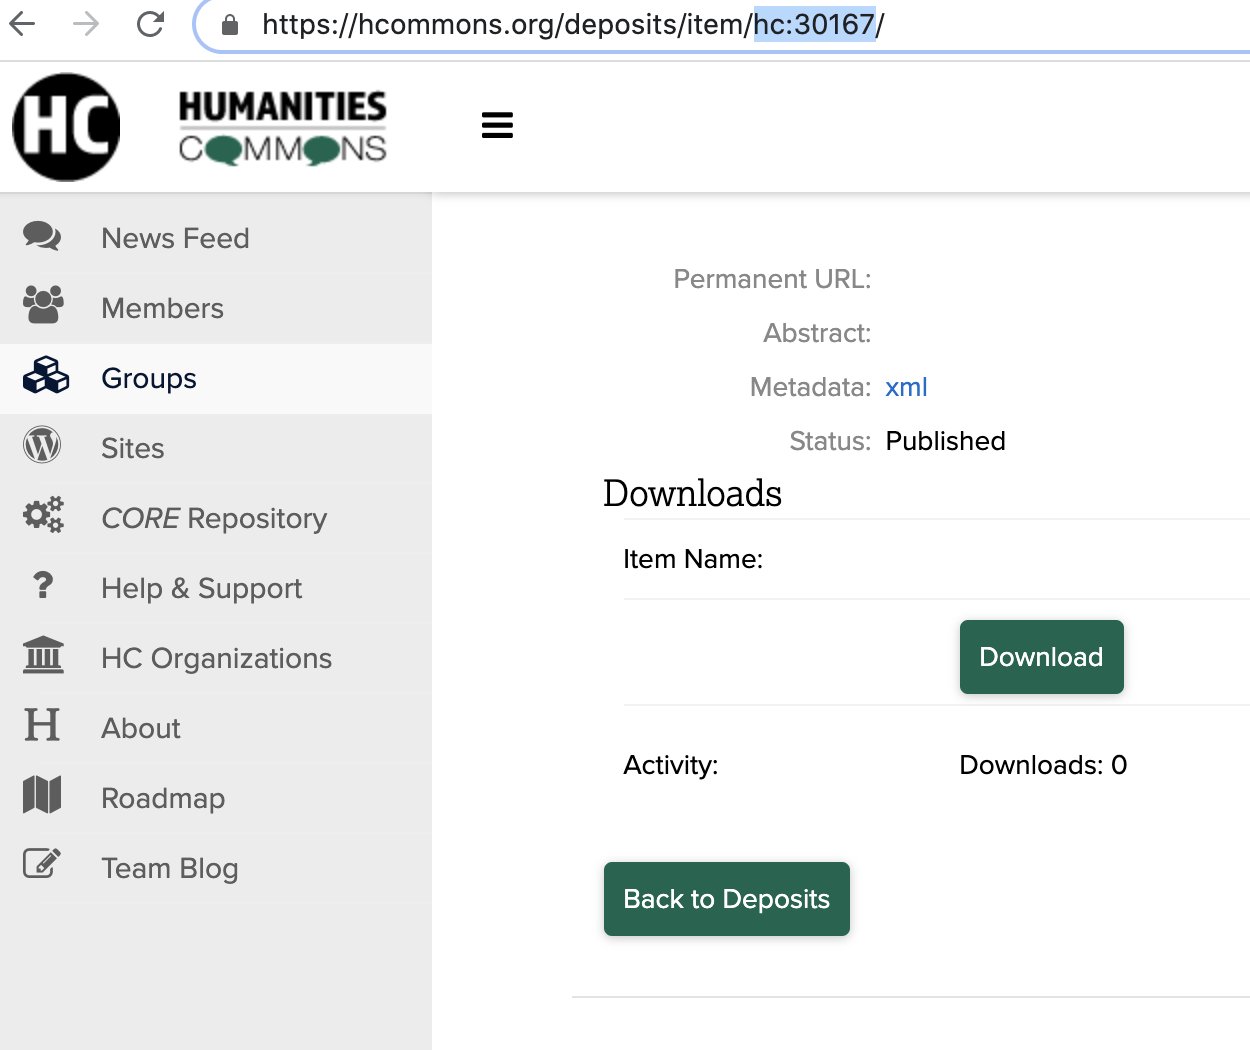 https://hcommons.org/deposits/item/hc:30167/
HC
HUMANITIES
COMMONS
News Feed
Members
Groups
Sites
CORE Repository
Help & Support
HC Organizations
About
Roadmap
Team Blog
Permanent URL:
Abstract:
Metadata: xml
Status: Published
Downloads
Item Name:
Download
Activity: Downloads: 0
Back to Deposits